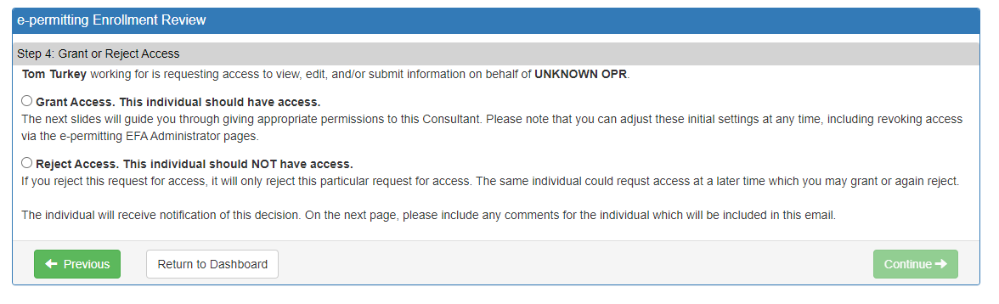 e-permitting Enrollment Review
Step 4: Grant or Reject Access
Tom Turkey working for is requesting access to view, edit, and/or submit information on behalf of UNKNOWN OPR.
Grant Access. This individual should have access.
The next slides will guide you through giving appropriate permissions to this Consultant. Please note that you can adjust these initial settings at any time, including revoking access
via the e-permitting EFA Administrator pages.
Reject Access. This individual should NOT have access.
If you reject this request for access, it will only reject this particular request for access. The same individual could requst access at a later time which you may grant or again reject.
The individual will receive notification of this decision. On the next page, please include any comments for the individual which will be included in this email.
Previous
Return to Dashboard
Continue